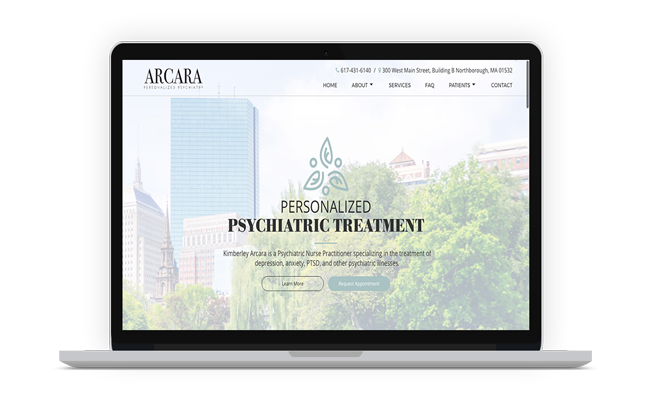 ARCARA
PERSONALIZED PSYCHIATRY
617-431-6140 / 300 West Main Street, Building B Northborough, MA 01532
HOME ABOUT SERVICES FAQ PATIENTS CONTACT
PERSONALIZED
PSYCHIATRIC TREATMENT
Kimberley Arcara is a Psychiatric Nurse Practitioner specializing in the treatment of
depression, anxiety, PTSD, and other psychiatric illnesses.
Learn More Request Appointment